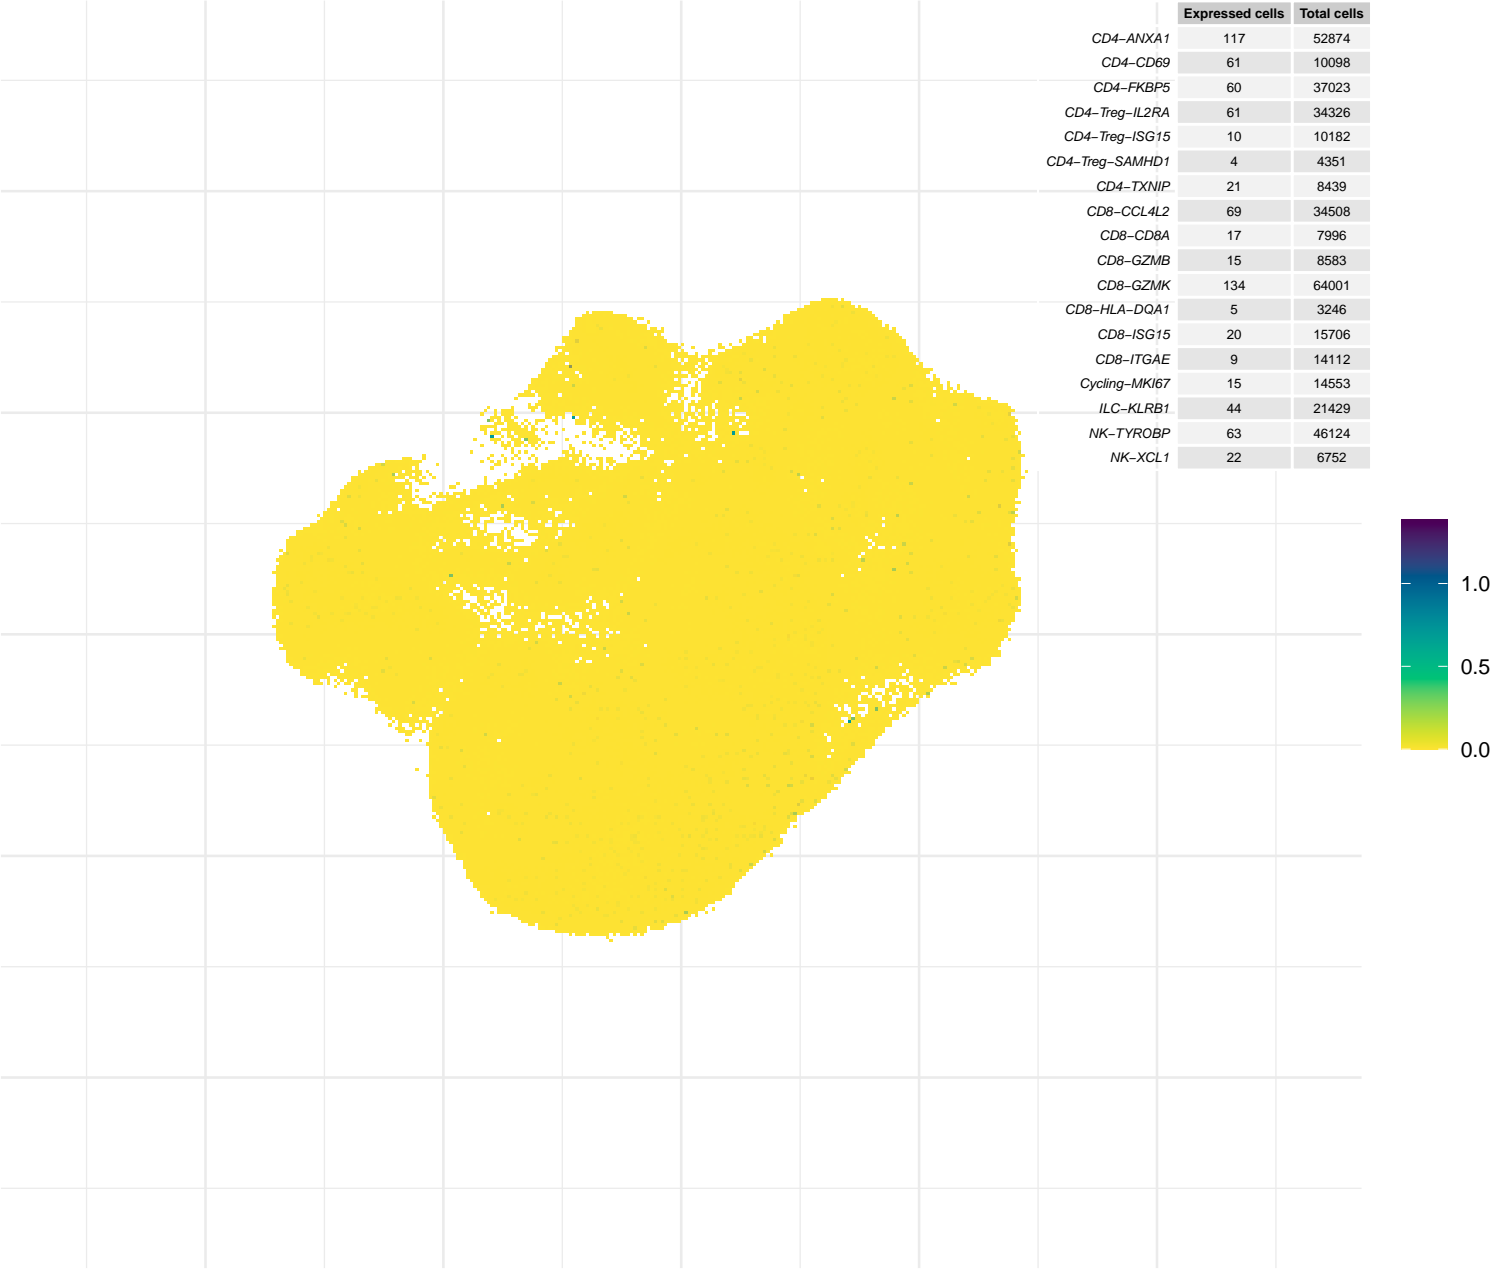 Expressed cells Total cells
CD4−ANXA1 117 52874
CD4−CD69 61 10098
CD4−FKBP5 60 37023
CD4−Treg−IL2RA 61 34326
CD4−Treg−ISG15 10 10182
CD4−Treg−SAMHD1 4 4351
CD4−TXNIP 21 8439
CD8−CCL4L2 69 34508
CD8−CD8A 17 7996
CD8−GZMB 15 8583
CD8−GZMK 134 64001
CD8−HLA−DQA1 5 3246
CD8−ISG15 20 15706
CD8−ITGAE 9 14112
Cycling−MKI67 15 14553
ILC−KLRB1 44 21429
NK−TYROBP 63 46124
NK−XCL1 22 6752
1.0
0.5
0.0